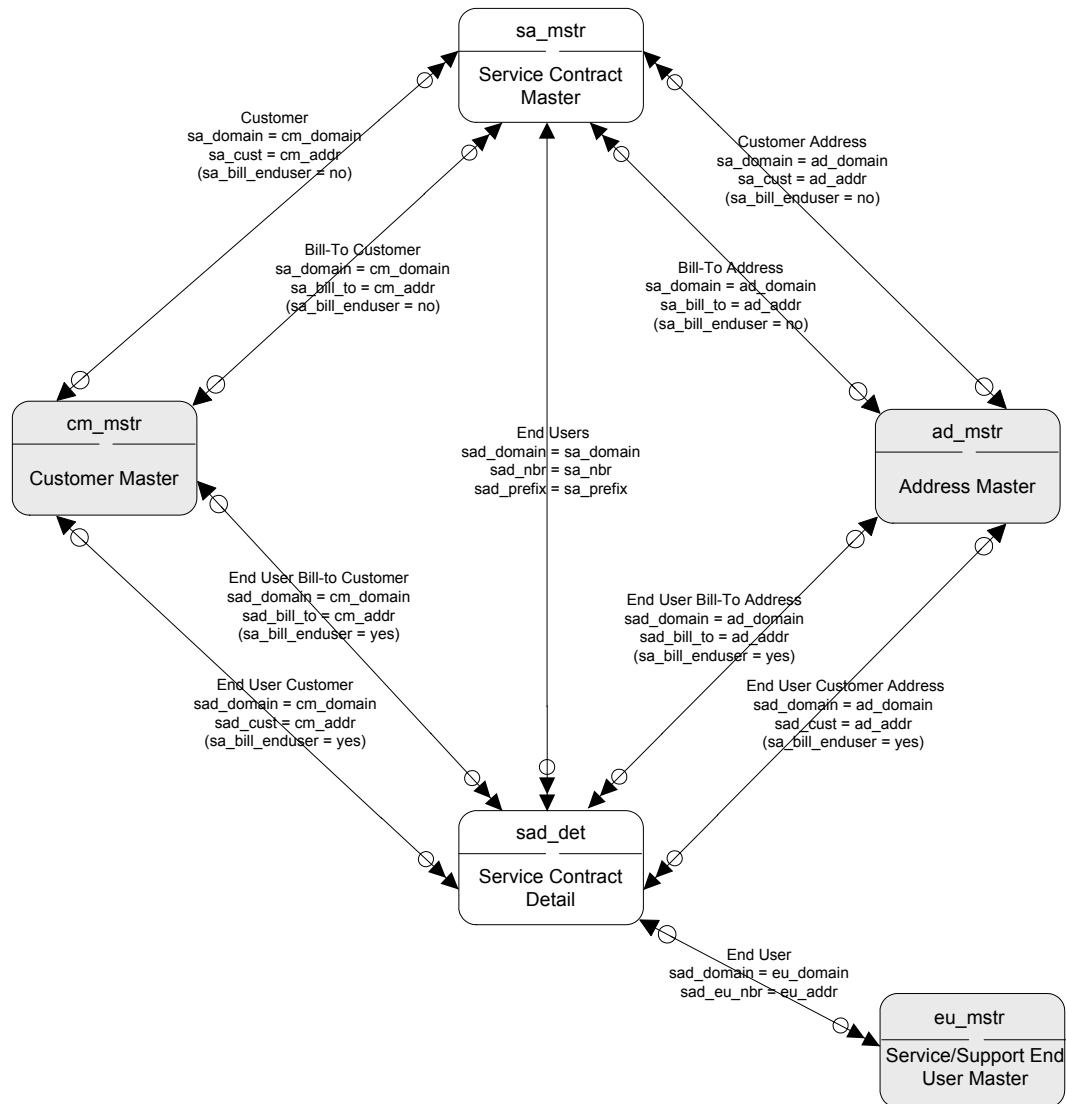 sa_mstr
Service Contract
Master
Customer
sa_domain = cm_domain
sa_cust = cm_addr
(sa_bill_enduser = no)
Customer Address
sa_domain = ad_domain
sa_cust = ad_addr
(sa_bill_enduser = no)
Bill-To Customer
sa_domain = cm_domain
sa_bill_to = cm_addr
(sa_bill_enduser = no)
Bill-To Address
sa_domain = ad_domain
sa_bill_to = ad_addr
(sa_bill_enduser = no)
cm_mstr
Customer Master
End Users
sad_domain = sa_domain
sad_nbr = sa_nbr
sad_prefix = sa_prefix
ad_mstr
Address Master
End User Bill-to Customer
sad_domain = cm_domain
sad_bill_to = cm_addr
(sa_bill_enduser = yes)
End User Bill-To Address
sad_domain = ad_domain
sad_bill_to = ad_addr
(sa_bill_enduser = yes)
End User Customer
sad_domain = cm_domain
sad_cust = cm_addr
(sa_bill_enduser = yes)
End User Customer Address
sad_domain = ad_domain
sad_cust = ad_addr
(sa_bill_enduser = yes)
sad_det
Service Contract
Detail
End User
sad_domain = eu_domain
sad_eu_nbr = eu_addr
eu_mstr
Service/Support End
User Master